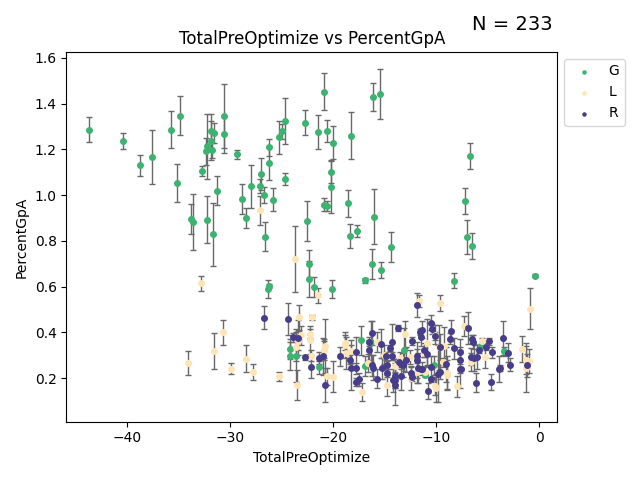 N = 233
TotalPreOptimize vs PercentGpA
G
L
R
PercentGpA
1.6
1.4
1.2
1.0
0.8
0.6
0.4
0.2
−40
−30
−20
−10
0
TotalPreOptimize